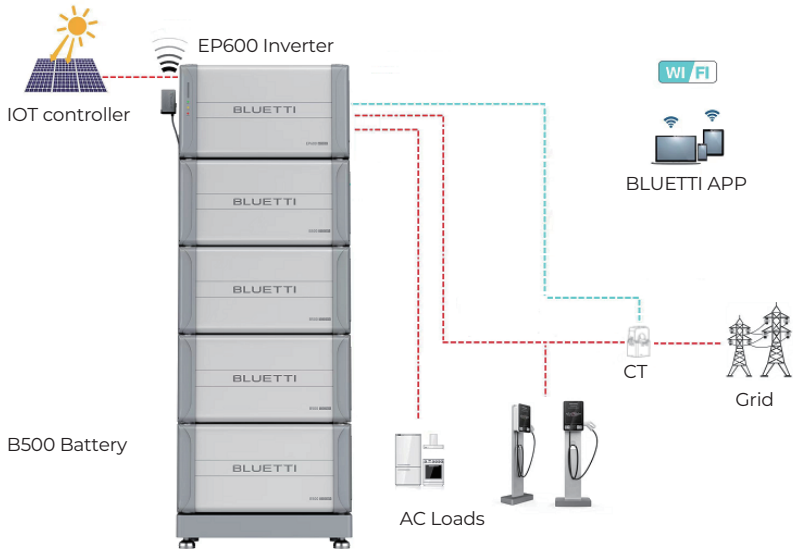 EP600 Inverter
WI FI
IOT controller
BLUETTI
BLUETTI APP
BLUETTI
BLUETTI
CT
BLUETTI
Grid
B500 Battery
BLUETTI
AC Loads